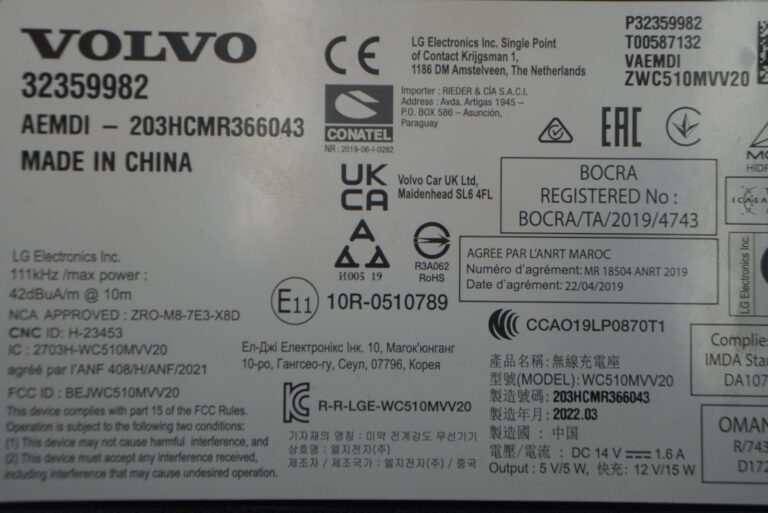 VOLVO
32359982
AEMDI – 203HCMR366043
MADE IN CHINA
CE
LG Electronics Inc. Single Point
of Contact Krijgsman 1,
1186 DM Amstelveen, The Netherlands
P32359982
T00587132
VAEMDI
ZWC510MVV20
CONATEL
NR : 2019-06-I-0282
Importer : RIEDER & CÍA S.A.C.I.
Address : Avda. Artigas 1945 –
P.O. BOX 586 – Asunción,
Paraguay
EAC
UK
CA
Volvo Car UK Ltd,
Maidenhead SL6 4FL
BOCRA
REGISTERED No :
BOCRA/TA/2019/4743
ICASA
H005 19
R3A062
RoHS
AGREE PAR L'ANRT MAROC
Numéro d'agrément: MR 18504 ANRT 2019
Date d'agrément: 22/04/2019
LG Electronics Inc.
LG Electronics Inc.
111kHz /max power :
42dBuA/m @ 10m
NCA APPROVED : ZRO-M8-7E3-X8D
CNC ID: H-23453
IC : 2703H-WC510MVV20
agréé par l'ANF 408/H/ANF/2021
FCC ID : BEJWC510MVV20
This device complies with part 15 of the FCC Rules.
Operation is subject to the following two conditions:
(1) This device may not cause harmful interference, and
(2) This device must accept any interference received,
including interference that may cause undesired operation.
E11 10R-0510789
Ел-Джі Електронікс Інк. 10, Магок'юнганг
10-ро, Гангсео-гу, Сеул, 07796, Корея
R-R-LGE-WC510MVV20
기자재의 명칭 : 미약 전계강도 무선기기
상호명 : 엘지전자(주)
제조자 / 제조국가 : 엘지전자(주) / 중국
CCAO19LP0870T1
產品名稱: 無線充電座
型號(MODEL): WC510MVV20
製造號碼: 203HCMR366043
製造年月: 2022.03
製造國 : 中国
電壓/電流 : DC 14 V 1.6 A
Output : 5 V/5 W, 快充: 12 V/15 W
Complies
IMDA Stan
DA107
OMAN
R/743
D172